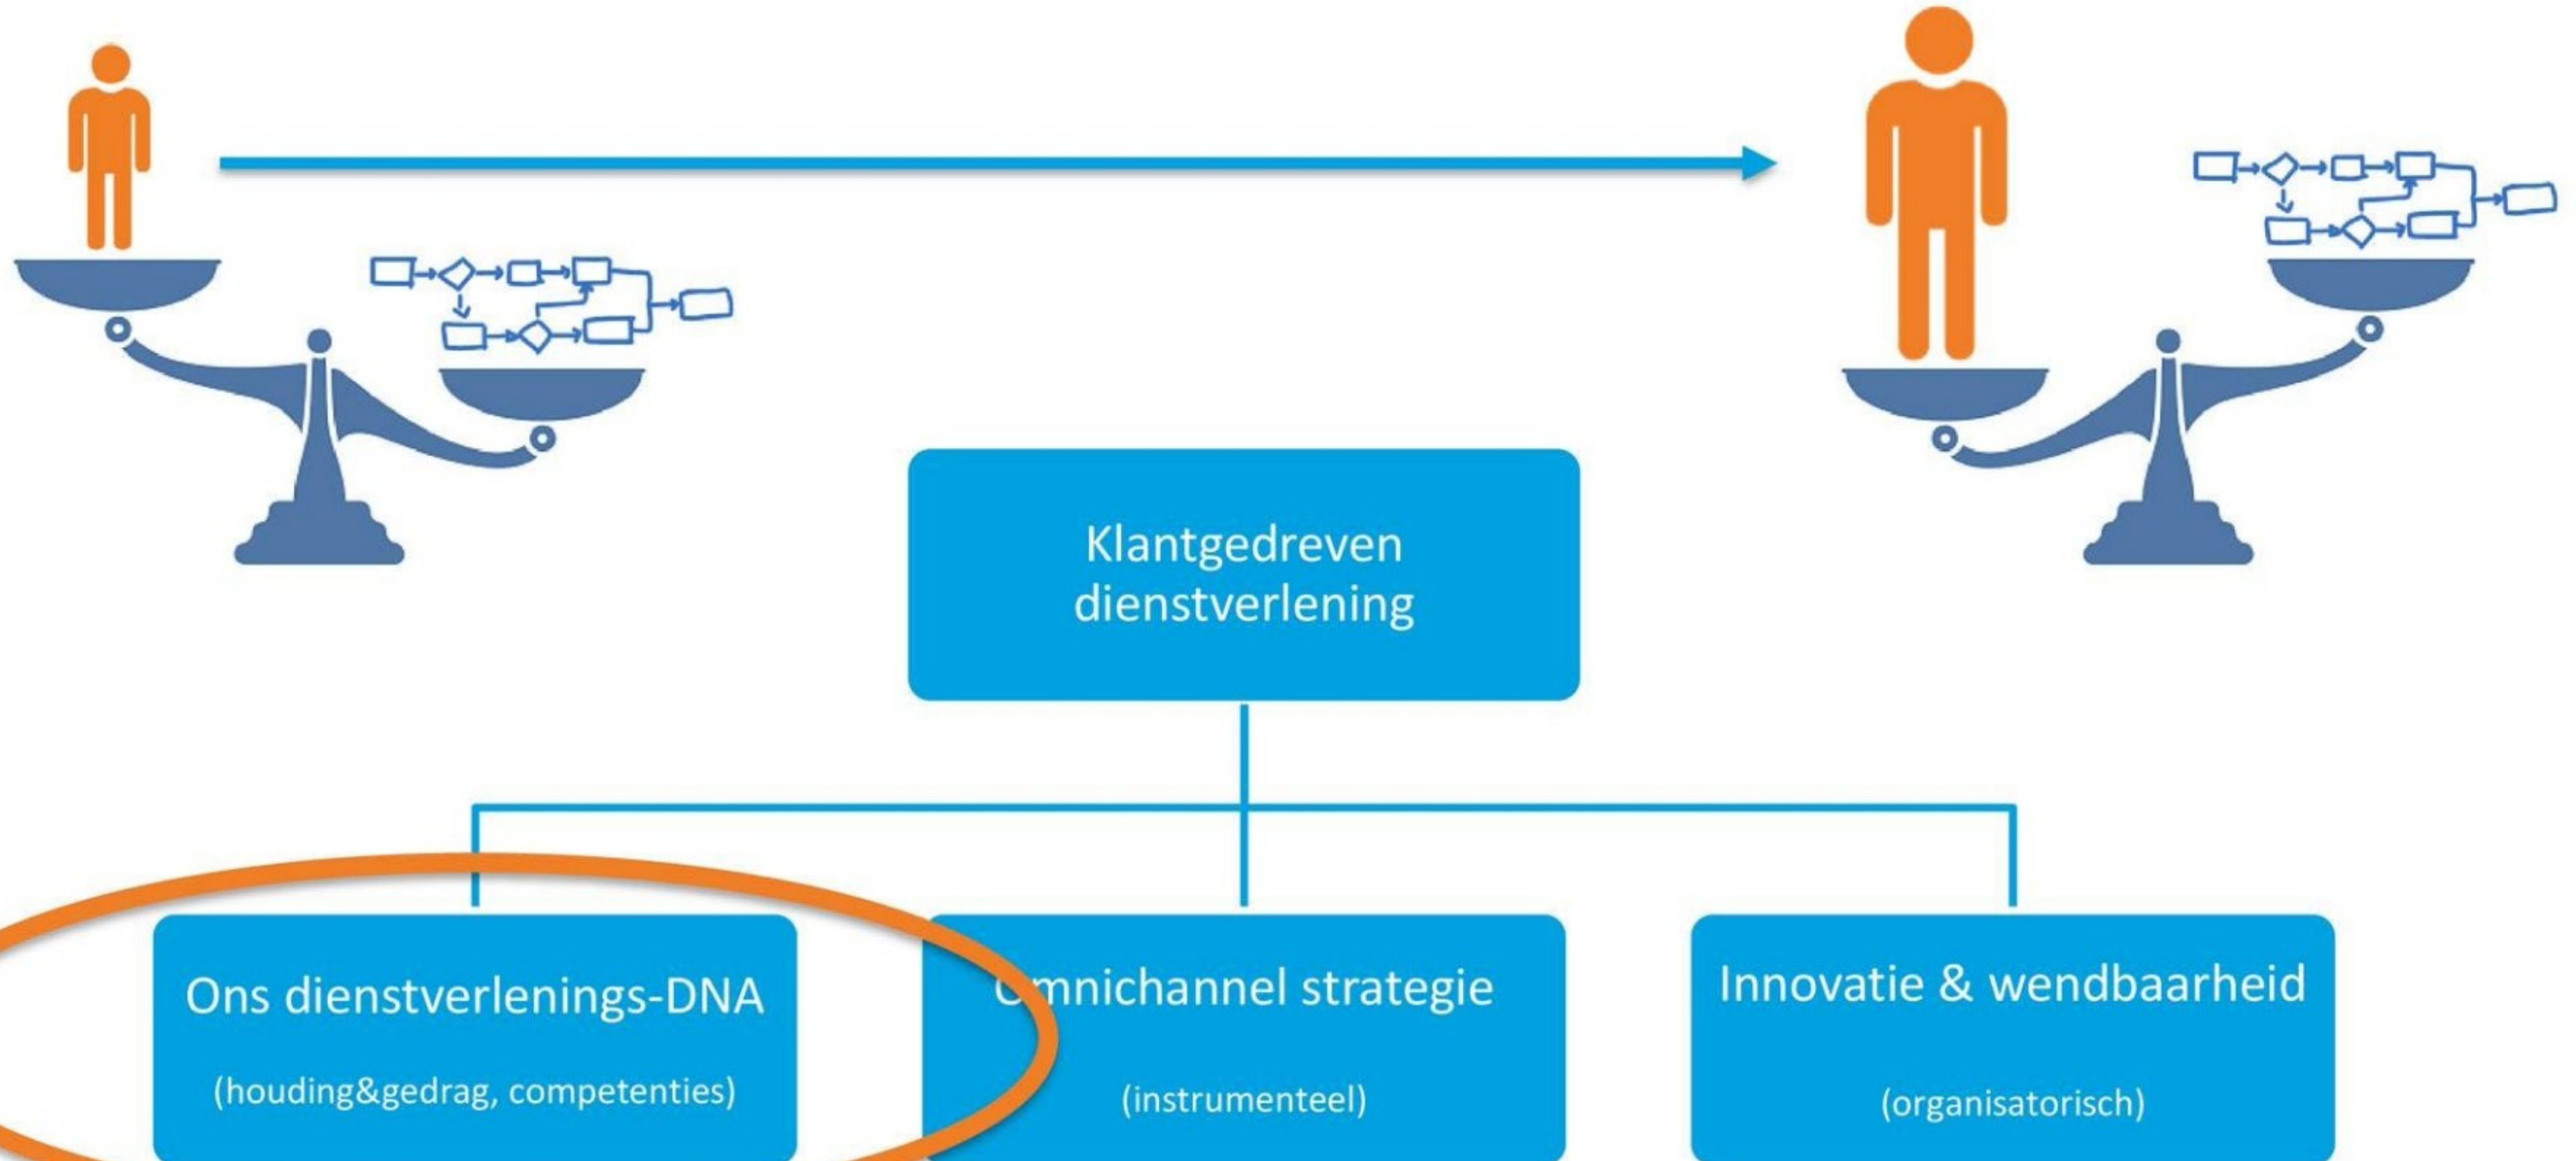 Klantgedreven
dienstverlening
Ons dienstverlenings-DNA
(houding&gedrag, competenties)
Omnichannel strategie
(instrumenteel)
Innovatie & wendbaarheid
(organisatorisch)